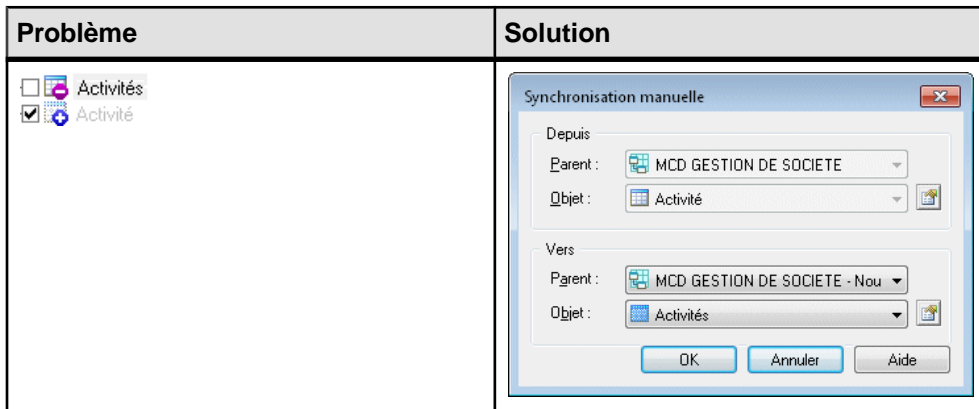 Problème
Solution
Activités
Activité
Synchronisation manuelle
Depuis
Parent :
MCD GESTION DE SOCIETE
Objet :
Activité
Vers
Parent :
MCD GESTION DE SOCIETE - Nou
Objet :
Activités
OK
Annuler
Aide